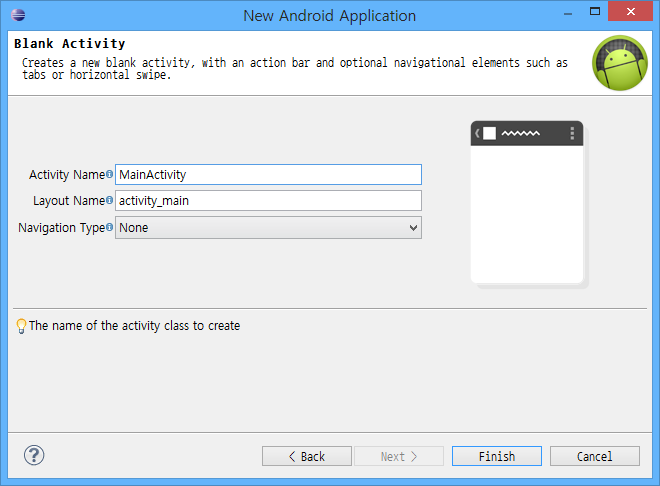 New Android Application
Blank Activity
Creates a new blank activity, with an action bar and optional navigational elements such as
tabs or horizontal swipe.
Activity Name MainActivity
Layout Name activity_main
Navigation Type None
The name of the activity class to create
? < Back Next > Finish Cancel